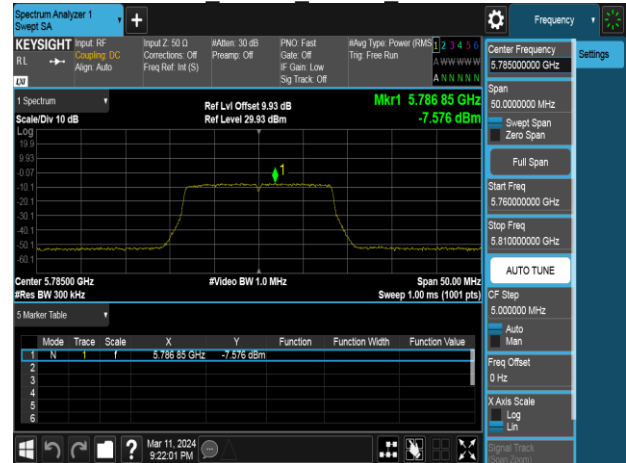 Spectrum Analyzer 1
Swept SA
Frequency
KEYSIGHT
RL
LXI
Input: RF
Coupling: DC
Align: Auto
Input Z: 50 Ω
Corrections: Off
Freq Ref: Int (S)
#Atten: 30 dB
Preamp: Off
PNO: Fast
Gate: Off
IF Gain: Low
Sig Track: Off
#Avg Type: Power (RMS
Trig: Free Run
1 2 3 4 5 6
A W W W W W
A N N N N N
1 Spectrum
Scale/Div 10 dB
Ref Lvl Offset 9.93 dB
Ref Level 29.93 dBm
Mkr1 5.786 85 GHz
-7.576 dBm
Log
19.9
9.93
-0.07
-10.1
-20.1
-30.1
-40.1
-50.1
-60.1
1
Center 5.78500 GHz
#Video BW 1.0 MHz
Span 50.00 MHz
#Res BW 300 kHz
Sweep 1.00 ms (1001 pts)
5 Marker Table
Mode Trace Scale X Y Function Function Width Function Value
1 N 1 f 5.786 85 GHz -7.576 dBm
2
3
4
5
6
Mar 11, 2024
9:22:01 PM
Center Frequency
5.785000000 GHz
Settings
Span
50.0000000 MHz
Swept Span
Zero Span
Full Span
Start Freq
5.760000000 GHz
Stop Freq
5.810000000 GHz
AUTO TUNE
CF Step
5.000000 MHz
Auto
Man
Freq Offset
0 Hz
X Axis Scale
Log
Lin
Signal Track
(Span Zoom)